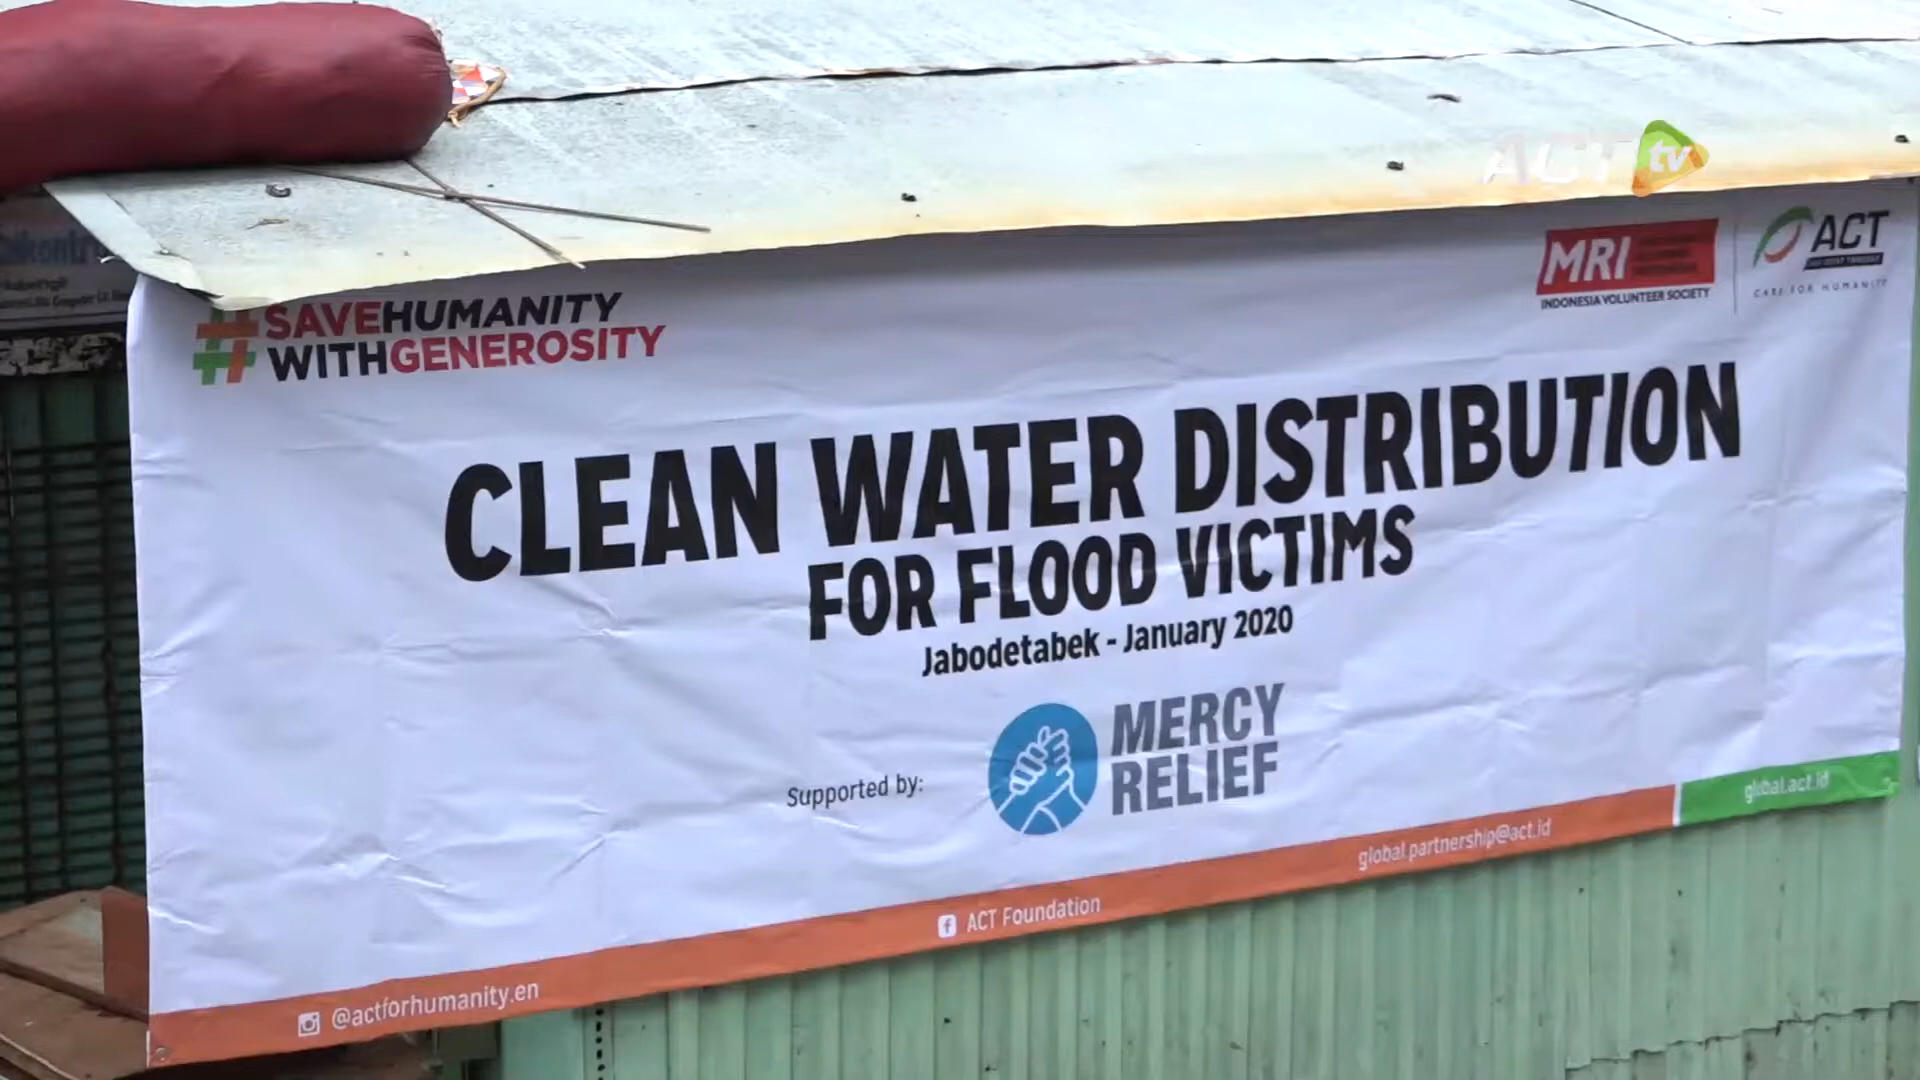 ACT tv
#SAVEHUMANITY
WITHGENEROSITY
MRI
INDONESIA VOLUNTEER SOCIETY
ACT
CARE FOR HUMANITY
CLEAN WATER DISTRIBUTION
FOR FLOOD VICTIMS
Jabodetabek - January 2020
Supported by:
MERCY
RELIEF
@actforhumanity.en
ACT Foundation
global.partnership@act.id
global.act.id